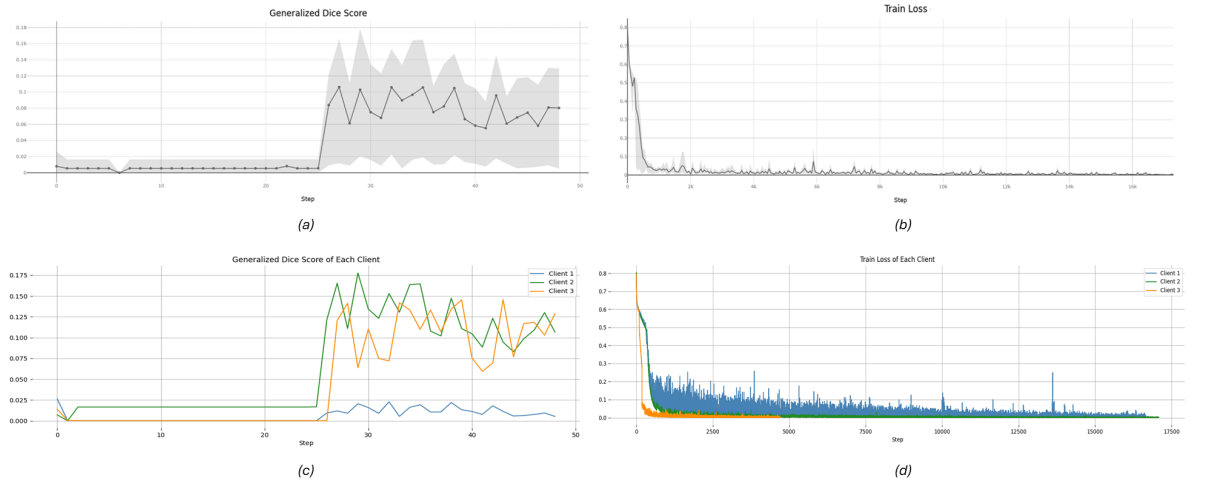 Generalized Dice Score
0.18
0.16
0.14
0.12
0.1
0.08
0.06
0.04
0.02
0
0 10 20 30 40 50
Step
(a)
Train Loss
0.8
0.7
0.6
0.5
0.4
0.3
0.2
0.1
0
0 2k 4k 6k 8k 10k 12k 14k 16k
Step
(b)
Generalized Dice Score of Each Client
Client 1
Client 2
Client 3
0.175
0.150
0.125
0.100
0.075
0.050
0.025
0.000
0 10 20 30 40 50
Step
(c)
Train Loss of Each Client
Client 1
Client 2
Client 3
0.8
0.7
0.6
0.5
0.4
0.3
0.2
0.1
0.0
0 2500 5000 7500 10000 12500 15000 17500
Step
(d)